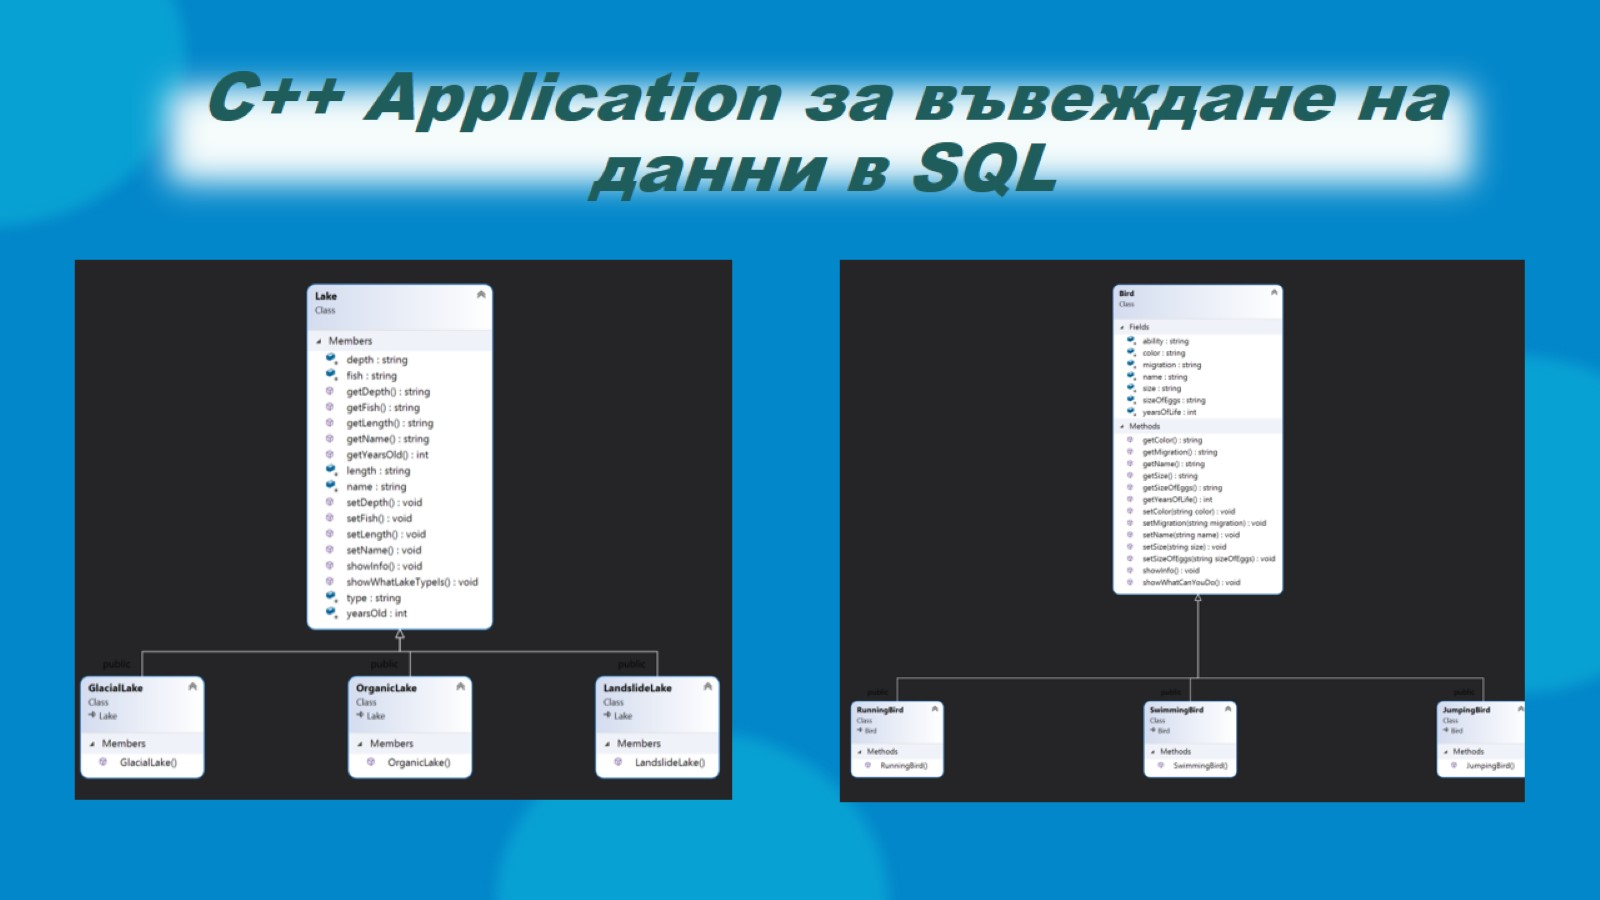 C++ Application за въвеждане на
данни в SQL
Lake
Class
Members
depth : string
fish : string
getDepth() : string
getFish() : string
getLength() : string
getName() : string
getYearsOld() : int
length : string
name : string
setDepth() : void
setFish() : void
setLength() : void
setName() : void
showInfo() : void
showWhatLakeTypeIs() : void
type : string
yearsOld : int
public
public
public
GlacialLake
Class
Lake
Members
GlacialLake()
OrganicLake
Class
Lake
Members
OrganicLake()
LandslideLake
Class
Lake
Members
LandslideLake()
Bird
Class
Fields
ability : string
color : string
migration : string
name : string
size : string
sizeOfEggs : string
yearsOfLife : int
Methods
getColor() : string
getMigration() : string
getName() : string
getSize() : string
getSizeOfEggs() : string
getYearsOfLife() : int
setColor(string color) : void
setMigration(string migration) : void
setName(string name) : void
setSize(string size) : void
setSizeOfEggs(string sizeOfEggs) : void
showInfo() : void
showWhatCanYouDo() : void
public
public
public
RunningBird
Class
Bird
Methods
RunningBird()
SwimmingBird
Class
Bird
Methods
SwimmingBird()
JumpingBird
Class
Bird
Methods
JumpingBird()